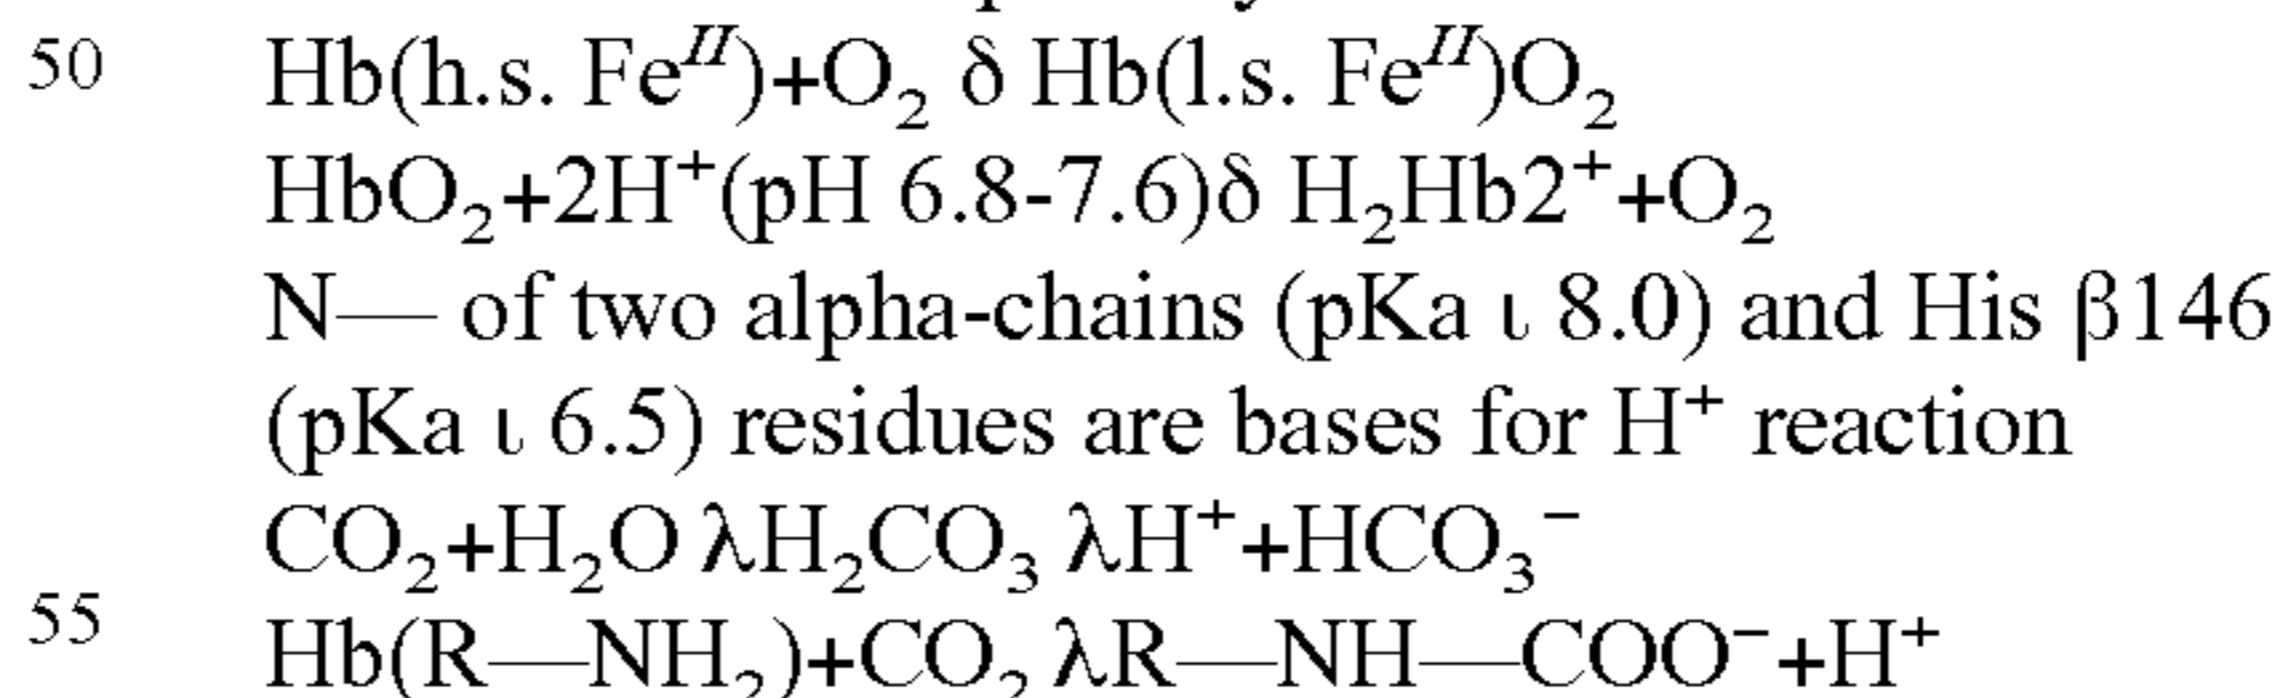 50 Hb(h.s. Fe^II)+O₂ δ Hb(l.s. Fe^II)O₂
HbO₂+2H⁺(pH 6.8-7.6)δ H₂Hb2⁺+O₂
N— of two alpha-chains (pKa ι 8.0) and His β146
(pKa ι 6.5) residues are bases for H⁺ reaction
CO₂+H₂O λH₂CO₃ λH⁺+HCO₃⁻
55 Hb(R—NH₂)+CO₂ λR—NH—COO⁻+H⁺